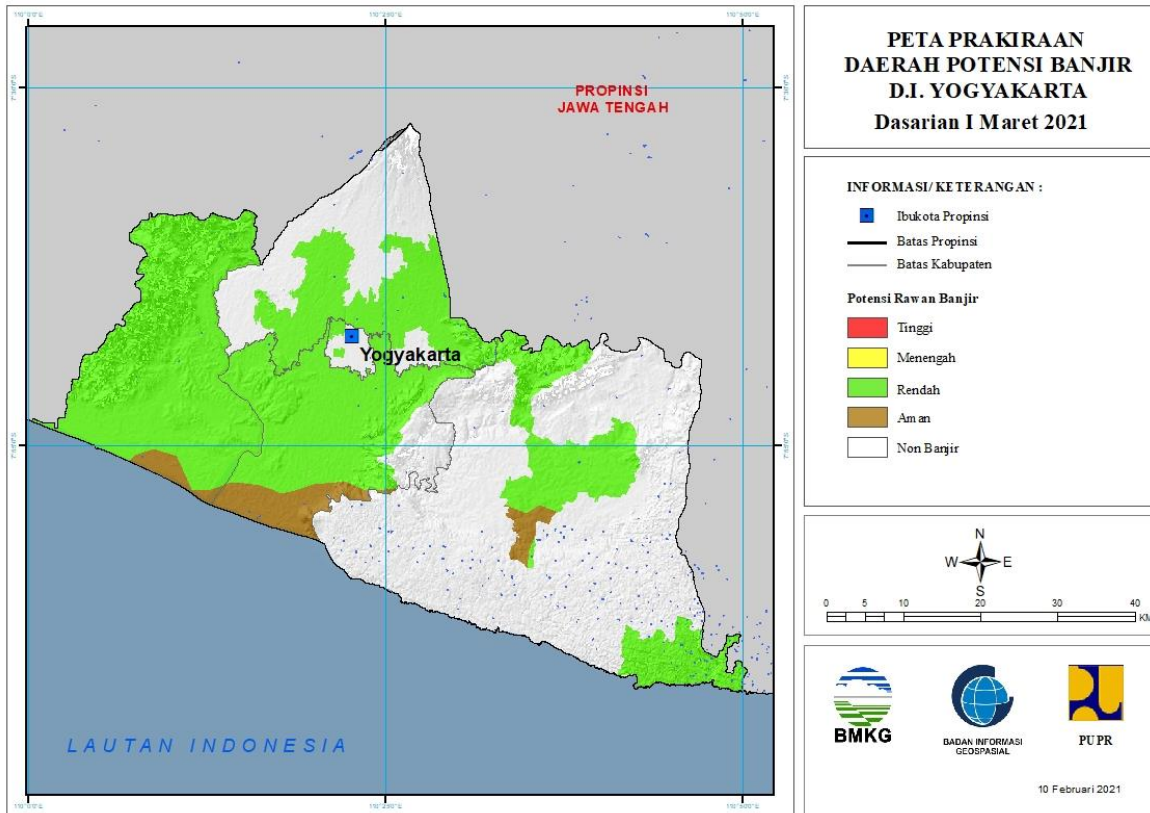 PETA PRAKIRAAN
DAERAH POTENSI BANJIR
D.I. YOGYAKARTA
Dasarian I Maret 2021
PROPINSI
JAWA TENGAH
Yogyakarta
LAUTAN INDONESIA
INFORMASI/ KETERANGAN :
Ibukota Propinsi
Batas Propinsi
Batas Kabupaten
Potensi Rawan Banjir
Tinggi
Menengah
Rendah
Aman
Non Banjir
N
W E
S
0 5 10 20 30 40
KM
BMKG
BADAN INFORMASI
GEOSPASIAL
PUPR
10 Februari 2021